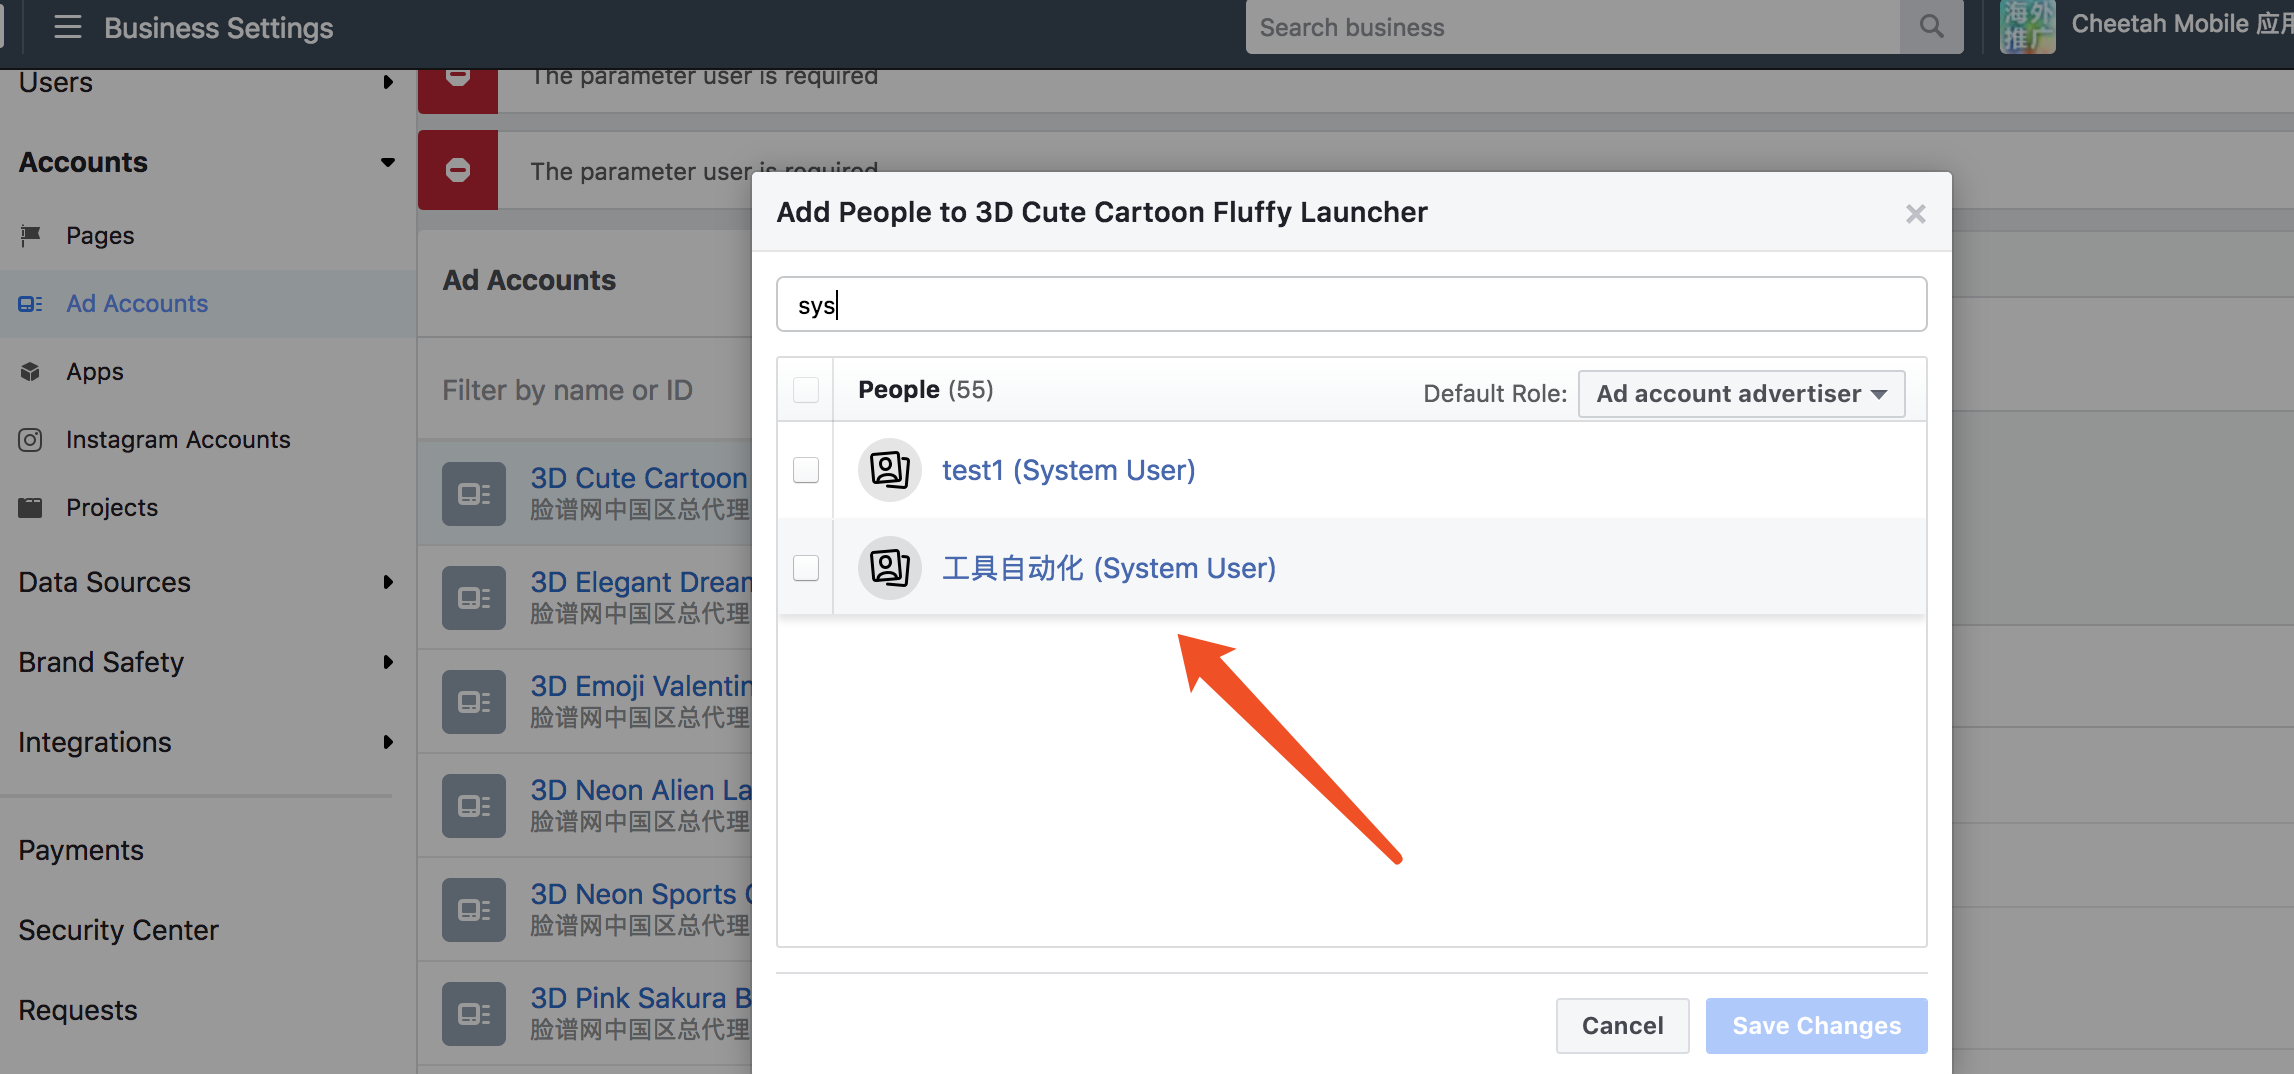 Business Settings
Search business
海外
推广
Cheetah Mobile 应用
Users
Accounts
Pages
Ad Accounts
Apps
Instagram Accounts
Projects
Data Sources
Brand Safety
Integrations
Payments
Security Center
Requests
The parameter user is required
The parameter user is required
Ad Accounts
Filter by name or ID
3D Cute Cartoon
脸谱网中国区总代理
3D Elegant Dream
脸谱网中国区总代理
3D Emoji Valentin
脸谱网中国区总代理
3D Neon Alien La
脸谱网中国区总代理
3D Neon Sports
脸谱网中国区总代理
3D Pink Sakura B
脸谱网中国区总代理
Add People to 3D Cute Cartoon Fluffy Launcher
sys
People (55)
Default Role: Ad account advertiser
test1 (System User)
工具自动化 (System User)
Cancel
Save Changes